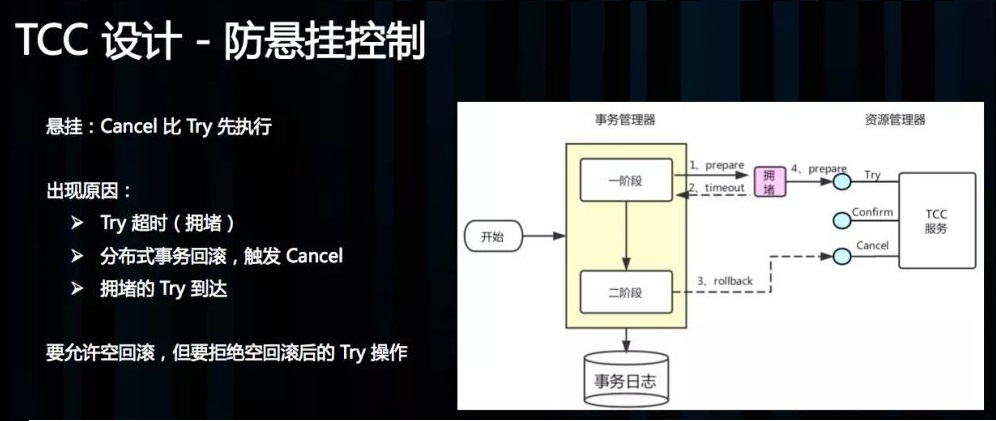 TCC 设计 - 防悬挂控制
悬挂：Cancel 比 Try 先执行
出现原因：
➢ Try 超时（拥堵）
➢ 分布式事务回滚，触发 Cancel
➢ 拥堵的 Try 到达
要允许空回滚，但要拒绝空回滚后的 Try 操作
事务管理器
资源管理器
一阶段
1、prepare
2、timeout
拥堵
4、prepare
Try
Confirm
TCC
服务
开始
Cancel
二阶段
3、rollback
事务日志